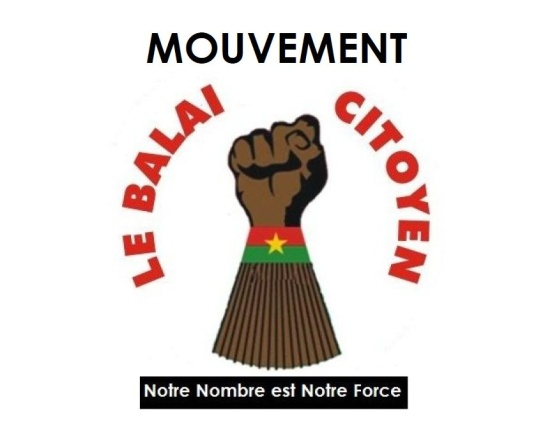 MOUVEMENT
LE BALAI CITOYEN
Notre Nombre est Notre Force